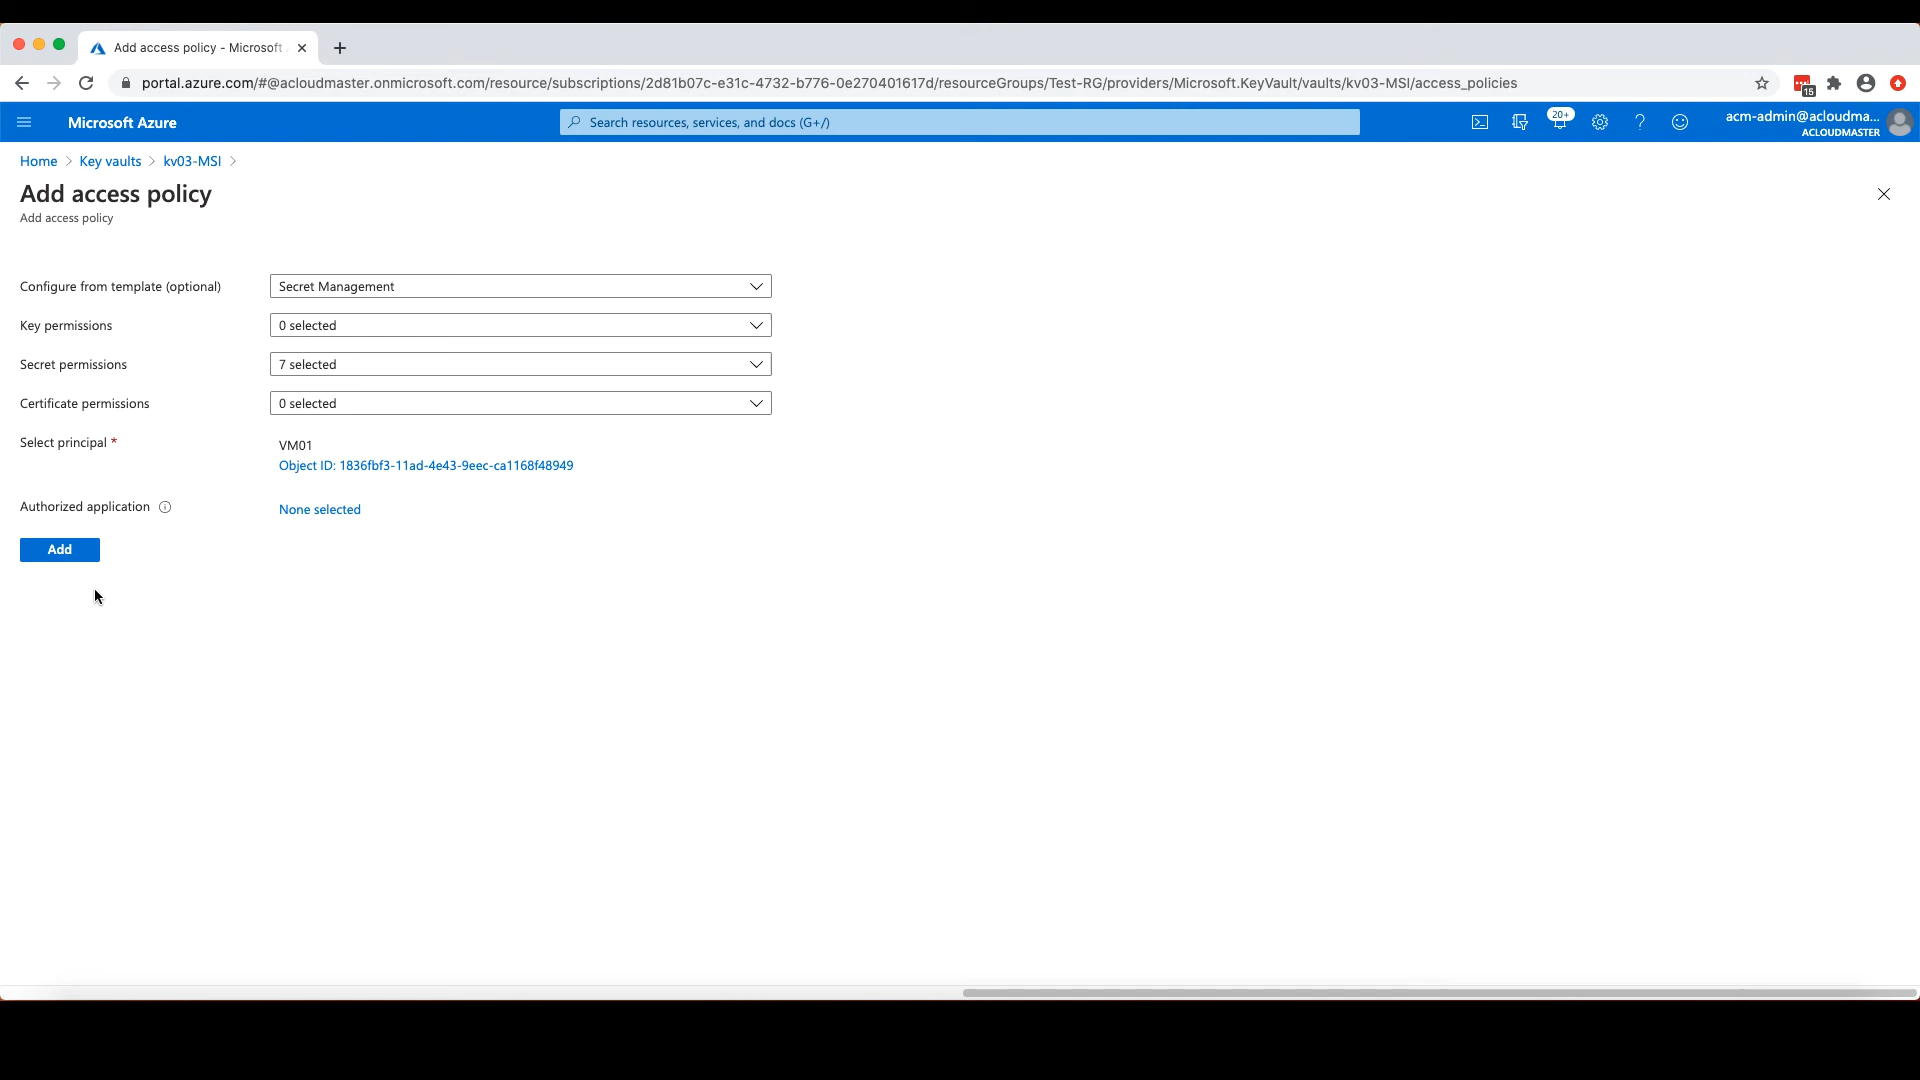 Add access policy - Microsoft
portal.azure.com/#@acloudmaster.onmicrosoft.com/resource/subscriptions/2d81b07c-e31c-4732-b776-0e270401617d/resourceGroups/Test-RG/providers/Microsoft.KeyVault/vaults/kv03-MSI/access_policies
15
Microsoft Azure
Search resources, services, and docs (G+/)
20+
acm-admin@acloudma...
ACLOUDMASTER
Home > Key vaults > kv03-MSI >
Add access policy
Add access policy
Configure from template (optional)
Secret Management
Key permissions
0 selected
Secret permissions
7 selected
Certificate permissions
0 selected
Select principal *
VM01
Object ID: 1836fbf3-11ad-4e43-9eec-ca1168f48949
Authorized application
None selected
Add